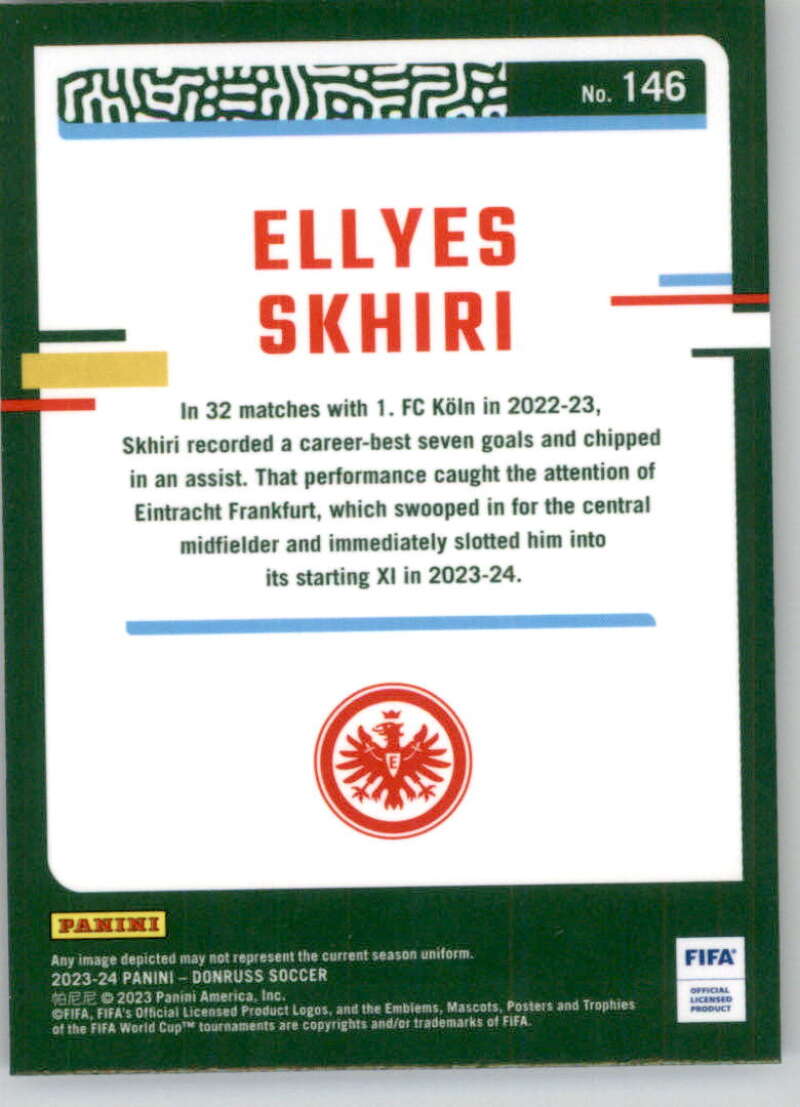 No. 146
ELLYES
SKHIRI
In 32 matches with 1. FC Köln in 2022-23,
Skhiri recorded a career-best seven goals and chipped
in an assist. That performance caught the attention of
Eintracht Frankfurt, which swooped in for the central
midfielder and immediately slotted him into
its starting XI in 2023-24.
E
PANINI
Any image depicted may not represent the current season uniform.
2023-24 PANINI – DONRUSS SOCCER
帕尼尼 © 2023 Panini America, Inc.
©FIFA, FIFA's Official Licensed Product Logos, and the Emblems, Mascots, Posters and Trophies
of the FIFA World Cup™ tournaments are copyrights and/or trademarks of FIFA.
FIFA®
OFFICIAL
LICENSED
PRODUCT